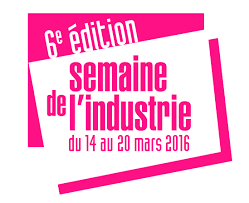 6e édition
semaine
de l'industrie
du 14 au 20 mars 2016